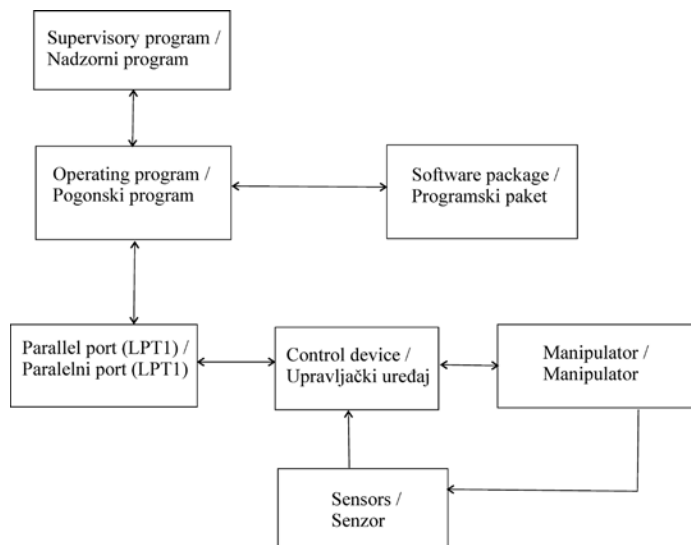 Supervisory program /
Nadzorni program
Operating program /
Pogonski program
Software package /
Programski paket
Parallel port (LPT1) /
Paralelni port (LPT1)
Control device /
Upravljački uređaj
Manipulator /
Manipulator
Sensors /
Senzor